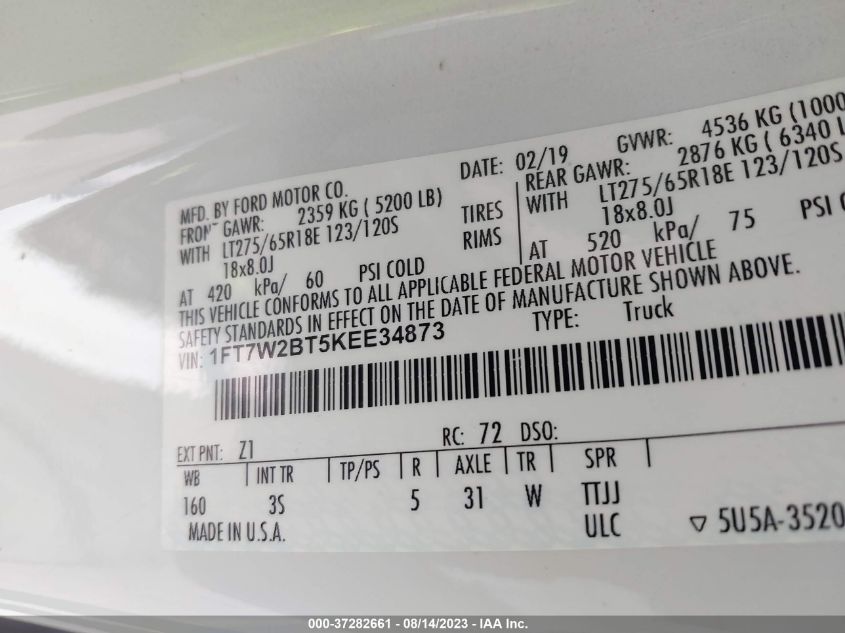 MFD. BY FORD MOTOR CO.
DATE: 02/19
GVWR: 4536 KG (1000
FRONT GAWR: 2359 KG ( 5200 LB)
REAR GAWR: 2876 KG ( 6340 L
WITH LT275/65R18E 123/120S
TIRES
WITH LT275/65R18E 123/120S
18x8.0J
RIMS
18x8.0J
AT 420 kPa/ 60 PSI COLD
AT 520 kPa/ 75 PSI
THIS VEHICLE CONFORMS TO ALL APPLICABLE FEDERAL MOTOR VEHICLE
SAFETY STANDARDS IN EFFECT ON THE DATE OF MANUFACTURE SHOWN ABOVE.
VIN: 1FT7W2BT5KEE34873
TYPE: Truck
EXT PNT: Z1
RC: 72 DSO:
WB INT TR TP/PS R AXLE TR SPR
160 3S 5 31 W TTJJ
MADE IN U.S.A.
ULC
▽ 5U5A-3520
000-37282661 - 08/14/2023 - IAA Inc.